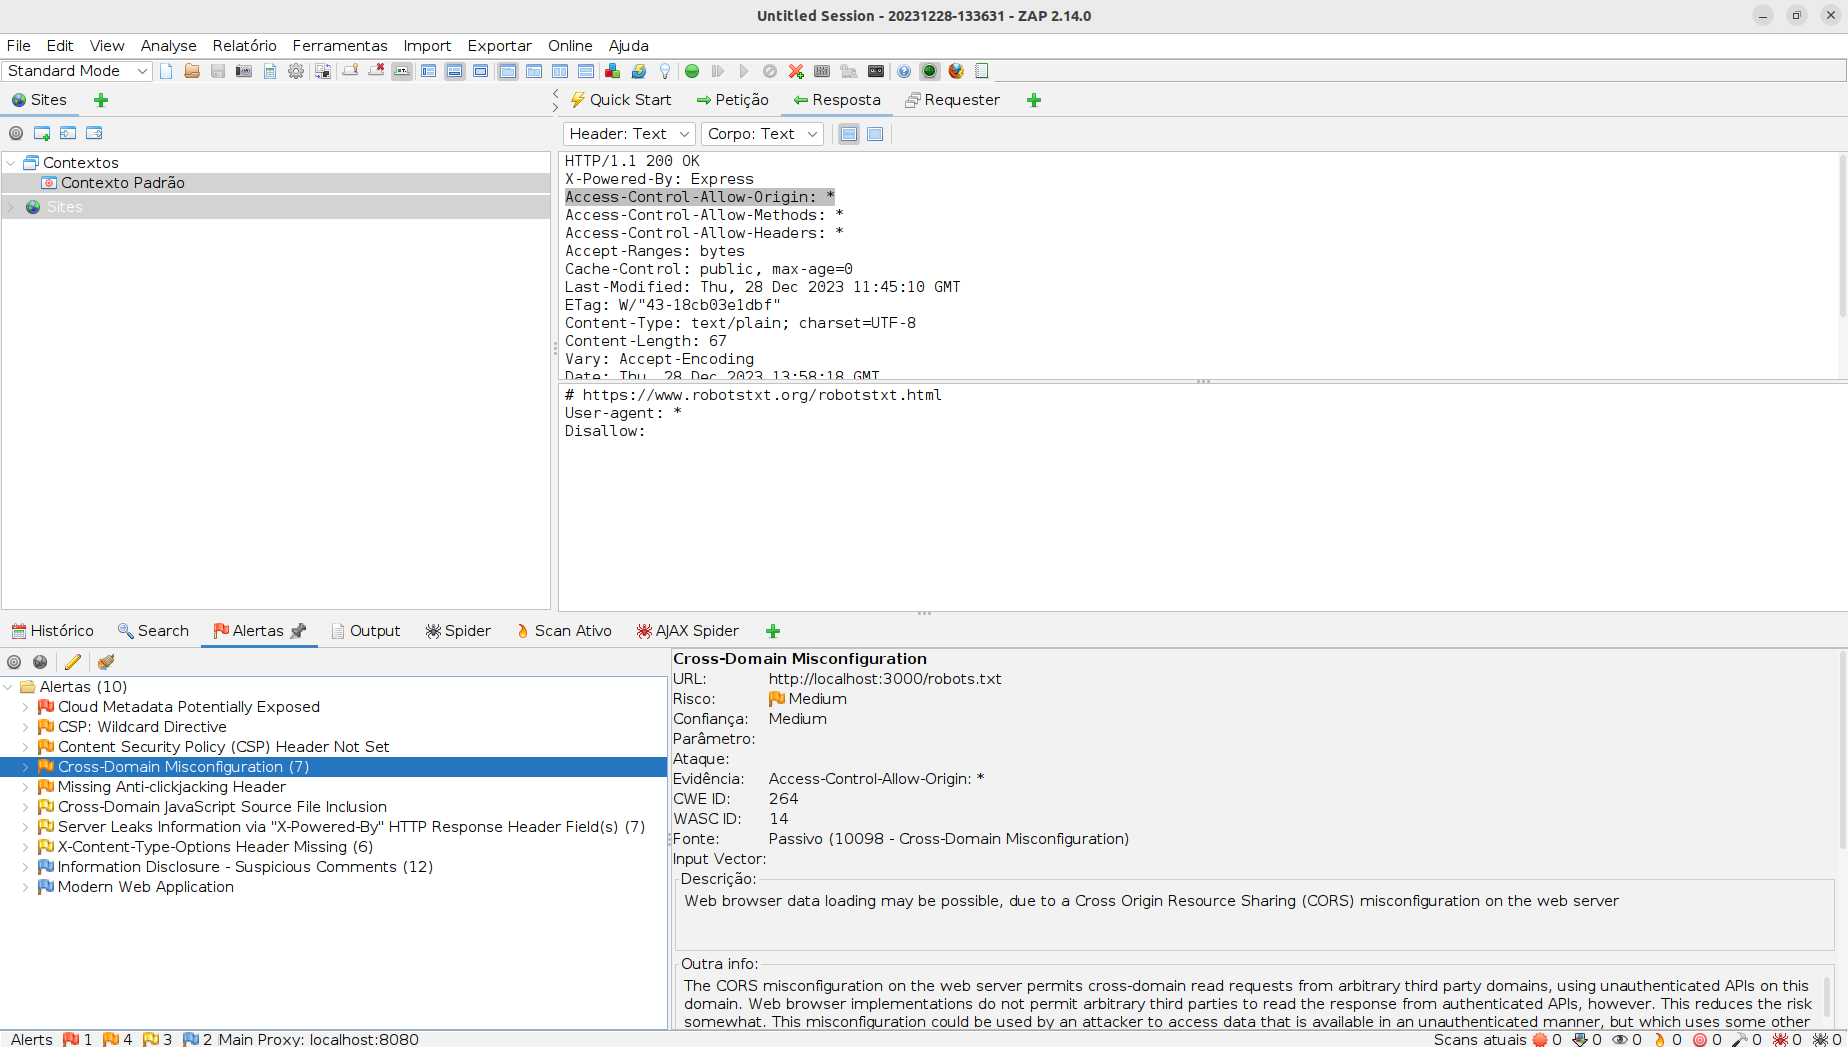 Untitled Session - 20231228-133631 - ZAP 2.14.0
File Edit View Analyse Relatório Ferramentas Import Exportar Online Ajuda
Standard Mode
Sites
Quick Start Petição Resposta Requester
Header: Text Corpo: Text
Contextos
Contexto Padrão
Sites
HTTP/1.1 200 OK
X-Powered-By: Express
Access-Control-Allow-Origin: *
Access-Control-Allow-Methods: *
Access-Control-Allow-Headers: *
Accept-Ranges: bytes
Cache-Control: public, max-age=0
Last-Modified: Thu, 28 Dec 2023 11:45:10 GMT
ETag: W/"43-18cb03e1dbf"
Content-Type: text/plain; charset=UTF-8
Content-Length: 67
Vary: Accept-Encoding
Date: Thu, 28 Dec 2023 13:58:18 GMT
# https://www.robotstxt.org/robotstxt.html
User-agent: *
Disallow:
Histórico Search Alertas Output Spider Scan Ativo AJAX Spider
Alertas (10)
Cloud Metadata Potentially Exposed
CSP: Wildcard Directive
Content Security Policy (CSP) Header Not Set
Cross-Domain Misconfiguration (7)
Missing Anti-clickjacking Header
Cross-Domain JavaScript Source File Inclusion
Server Leaks Information via "X-Powered-By" HTTP Response Header Field(s) (7)
X-Content-Type-Options Header Missing (6)
Information Disclosure - Suspicious Comments (12)
Modern Web Application
Cross-Domain Misconfiguration
URL: http://localhost:3000/robots.txt
Risco: Medium
Confiança: Medium
Parâmetro:
Ataque:
Evidência: Access-Control-Allow-Origin: *
CWE ID: 264
WASC ID: 14
Fonte: Passivo (10098 - Cross-Domain Misconfiguration)
Input Vector:
Descrição:
Web browser data loading may be possible, due to a Cross Origin Resource Sharing (CORS) misconfiguration on the web server
Outra info:
The CORS misconfiguration on the web server permits cross-domain read requests from arbitrary third party domains, using unauthenticated APIs on this
domain. Web browser implementations do not permit arbitrary third parties to read the response from authenticated APIs, however. This reduces the risk
somewhat. This misconfiguration could be used by an attacker to access data that is available in an unauthenticated manner, but which uses some other
Alerts 1 4 3 2 Main Proxy: localhost:8080 Scans atuais 0 0 0 0 0 0 0 0